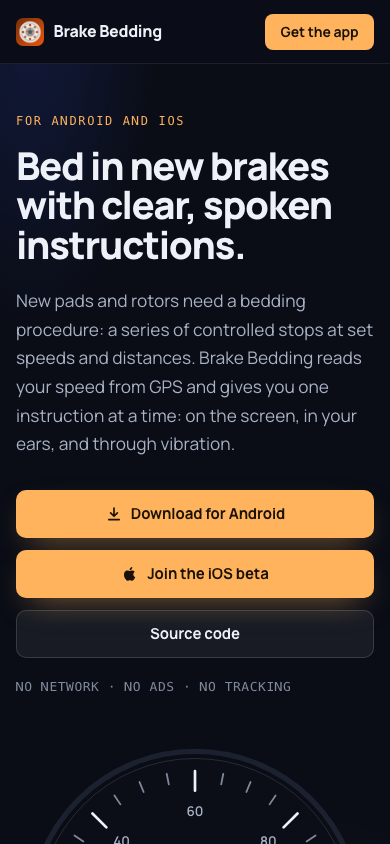 Brake Bedding
Get the app
FOR ANDROID AND IOS
Bed in new brakes
with clear, spoken
instructions.
New pads and rotors need a bedding
procedure: a series of controlled stops at set
speeds and distances. Brake Bedding reads
your speed from GPS and gives you one
instruction at a time: on the screen, in your
ears, and through vibration.
Download for Android
Join the iOS beta
Source code
NO NETWORK · NO ADS · NO TRACKING
60
40
80